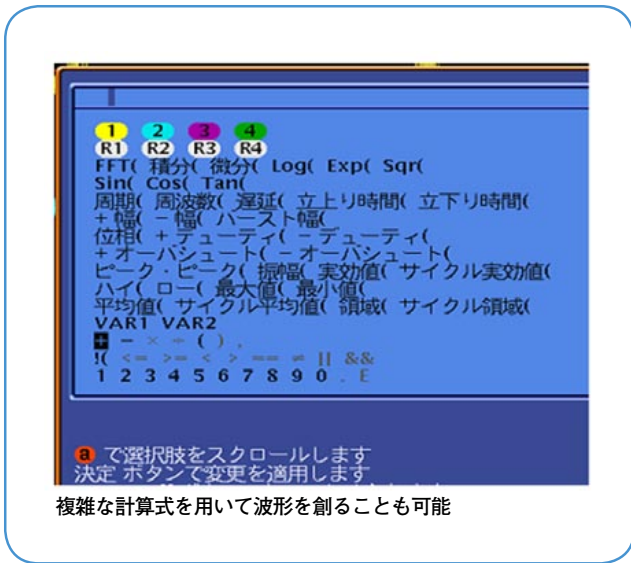 1 2 3 4
R1 R2 R3 R4
FFT( 積分( 微分( Log( Exp( Sqr(
Sin( Cos( Tan(
周期( 周波数( 遅延( 立上り時間( 立下り時間(
+ 幅( - 幅( バースト幅(
位相( + デューティ( - デューティ(
+ オーバシュート( - オーバシュート(
ピーク・ピーク( 振幅( 実効値( サイクル実効値(
ハイ( ロー( 最大値( 最小値(
平均値( サイクル平均値( 領域( サイクル領域(
VAR1 VAR2
+ - × ÷ ( ) ,
!( <= >= < > == ≠ || &&
1 2 3 4 5 6 7 8 9 0 . E
a で選択肢をスクロールします
決定 ボタンで変更を適用します
複雑な計算式を用いて波形を創ることも可能